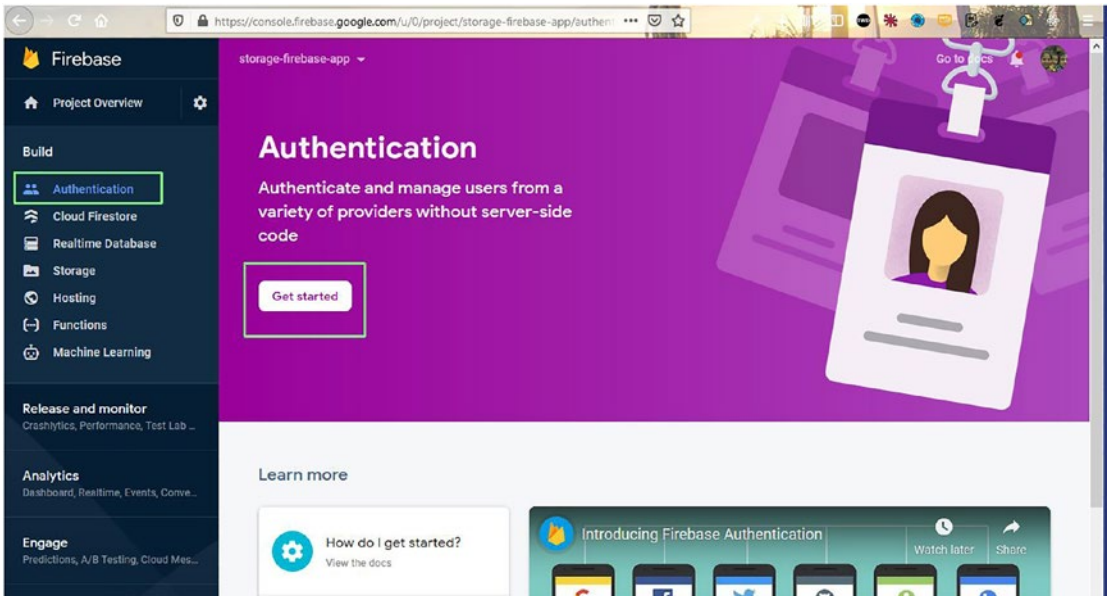 https://console.firebase.google.com/u/0/project/storage-firebase-app/authent
Firebase
storage-firebase-app
Go to docs
Project Overview
Build
Authentication
Cloud Firestore
Realtime Database
Storage
Hosting
Functions
Machine Learning
Release and monitor
Crashlytics, Performance, Test Lab ...
Analytics
Dashboard, Realtime, Events, Conve...
Engage
Predictions, A/B Testing, Cloud Mes...
Authentication
Authenticate and manage users from a
variety of providers without server-side
code
Get started
Learn more
How do I get started?
View the docs
Introducing Firebase Authentication
Watch later
Share